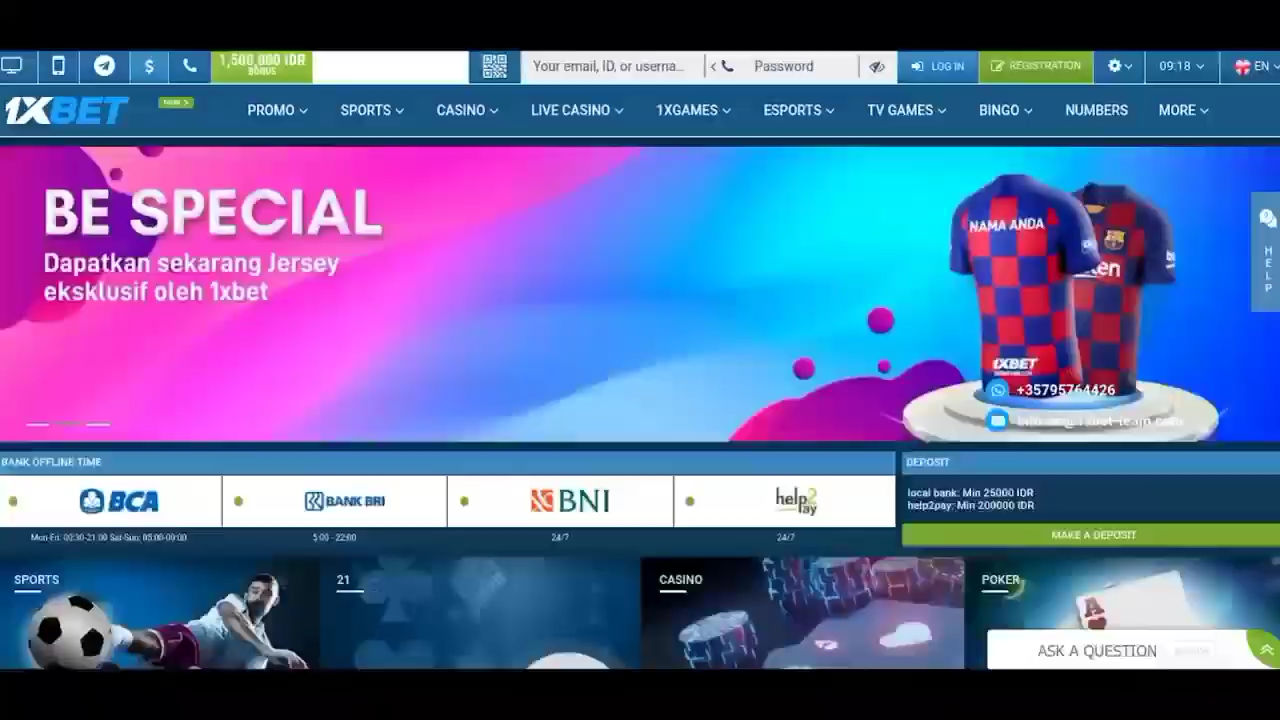 1,500,000 IDR
BONUS
Your email, ID, or userna...
Password
LOG IN
REGISTRATION
09:18
EN
1XBET
PROMO
SPORTS
CASINO
LIVE CASINO
1XGAMES
ESPORTS
TV GAMES
BINGO
NUMBERS
MORE
BE SPECIAL
Dapatkan sekarang Jersey
eksklusif oleh 1xbet
NAMA ANDA
1XBET
+35795764426
HELP
BANK OFFLINE TIME
BCA
BANK BRI
BNI
help2
pay
5:00 - 22:00
24/7
24/7
DEPOSIT
local bank: Min 25000 IDR
help2pay: Min 200000 IDR
MAKE A DEPOSIT
SPORTS
21
CASINO
POKER
A
ASK A QUESTION